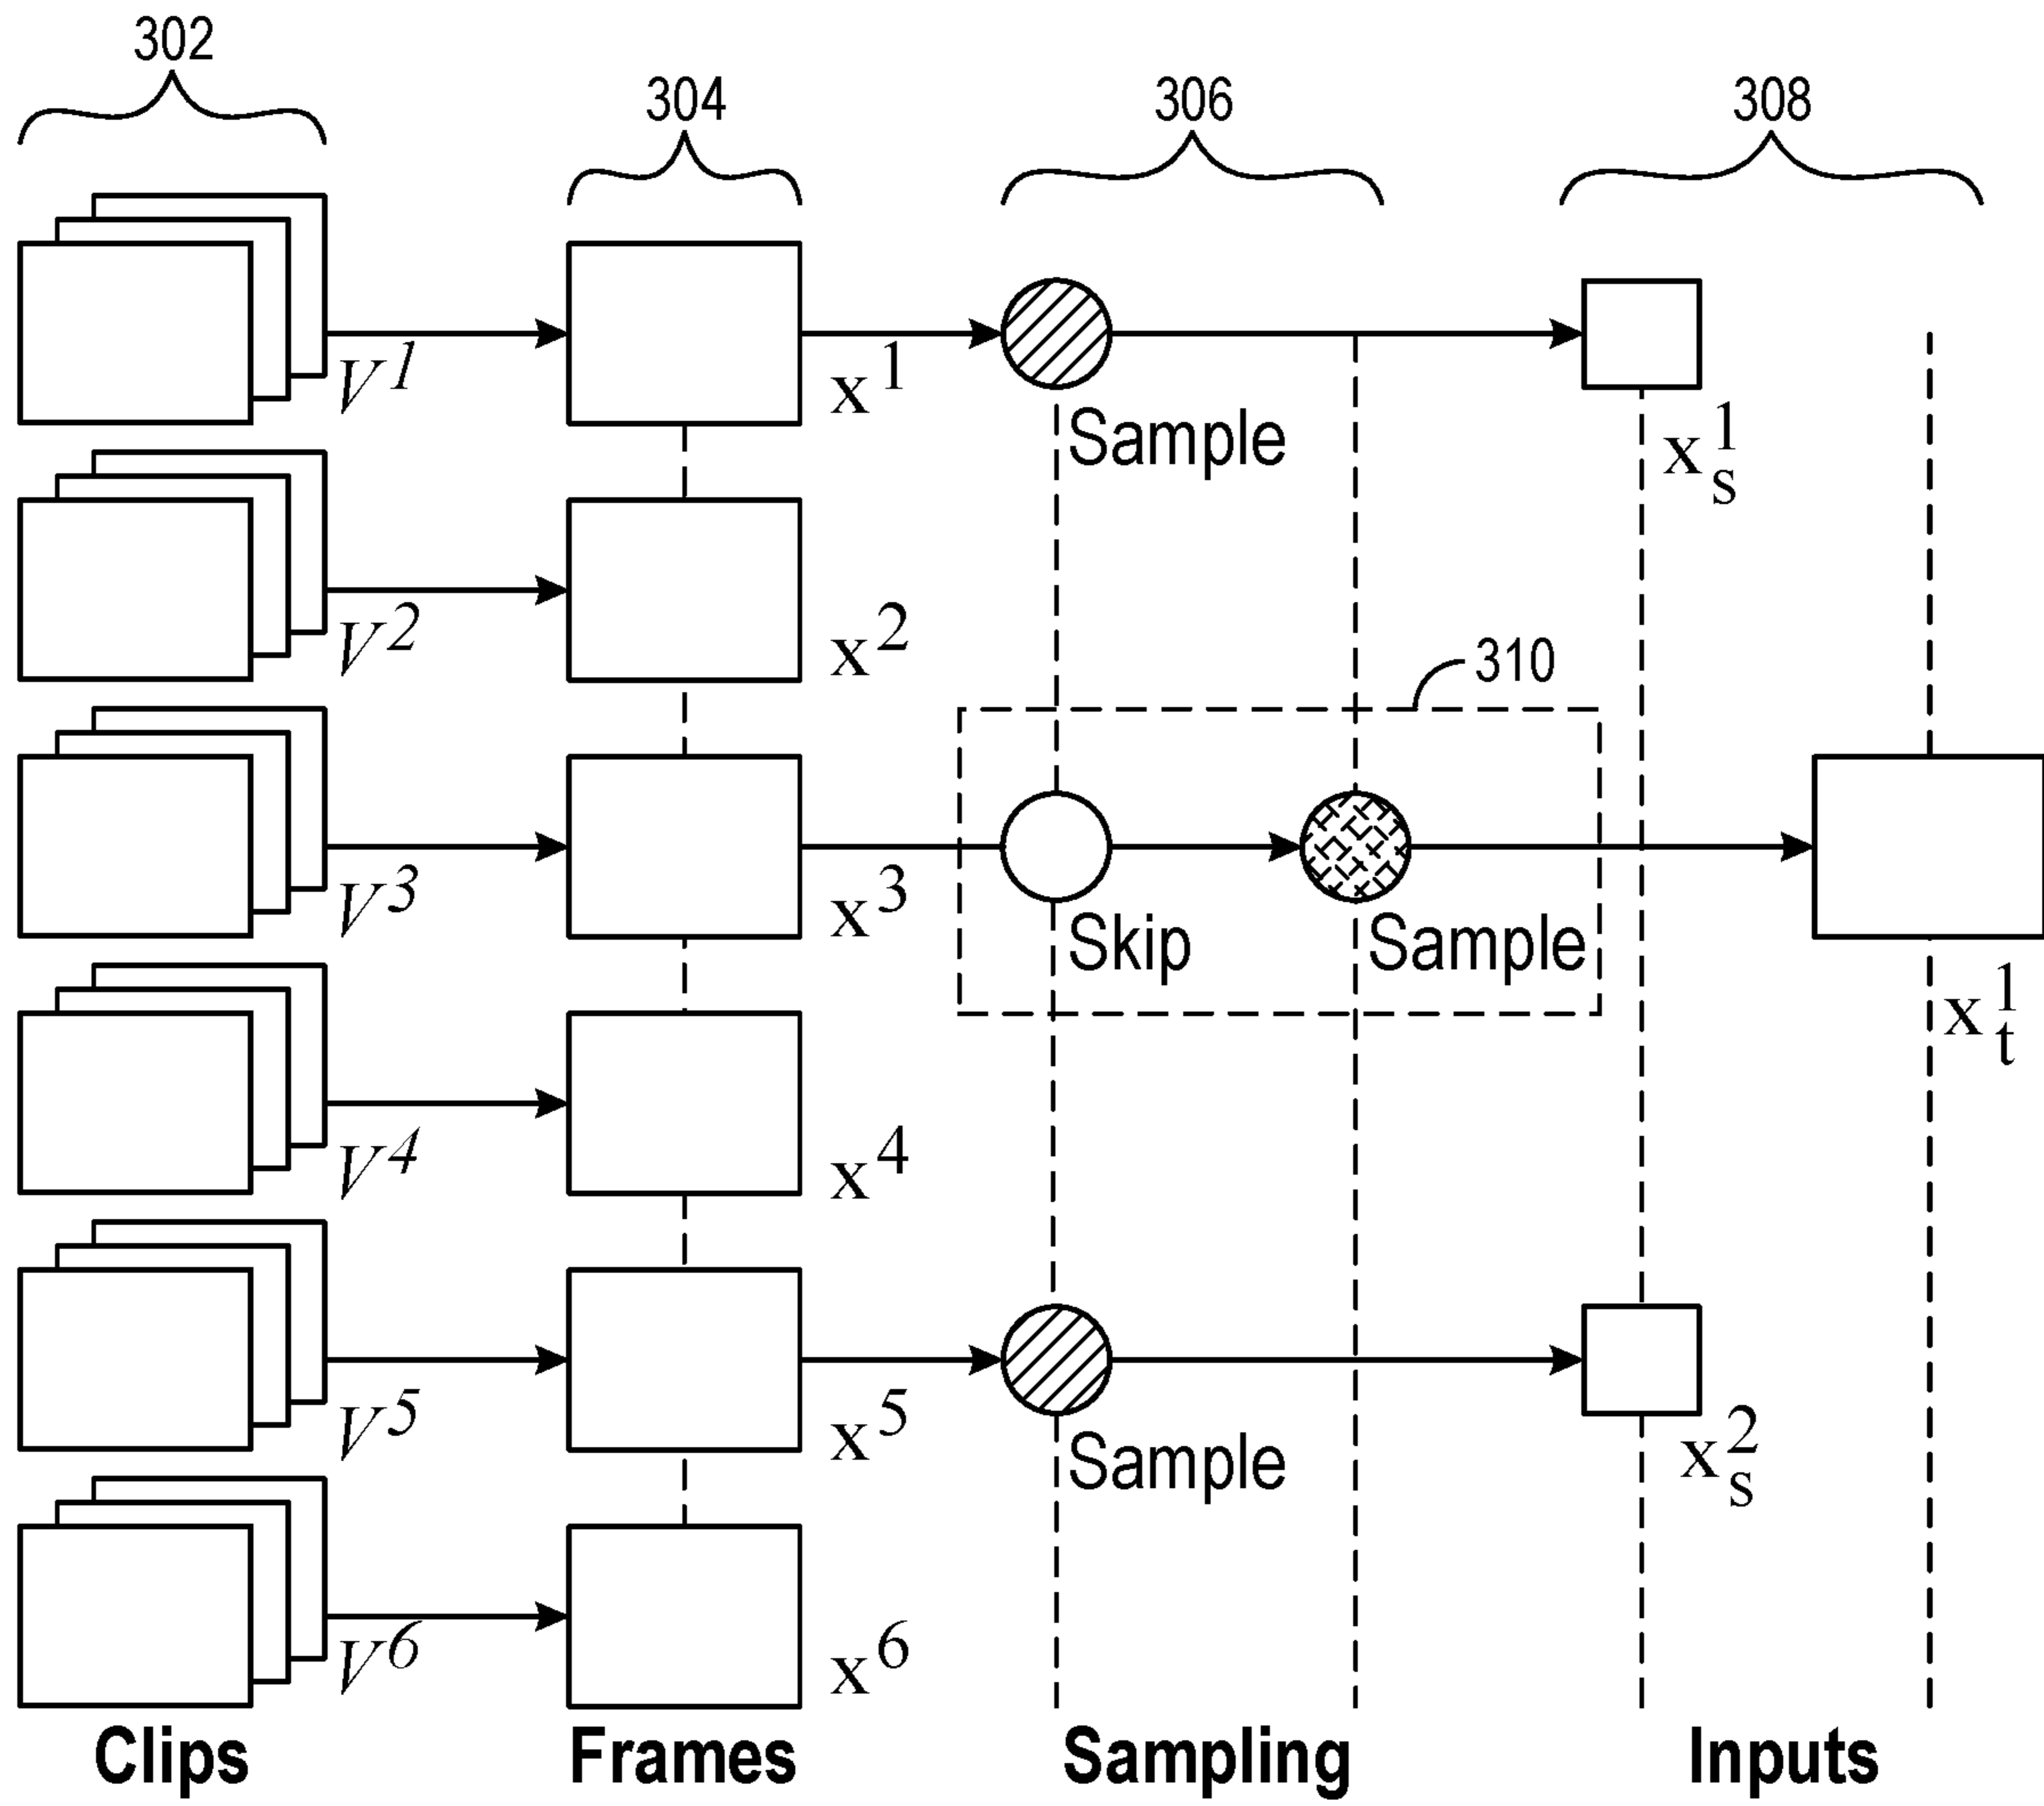 302
304 306 308
V¹ x¹ Sample x¹ₛ
V² x² 310
V³ x³ Skip Sample x¹ₜ
V⁴ x⁴
V⁵ x⁵ Sample x²ₛ
V⁶ x⁶
Clips Frames Sampling Inputs